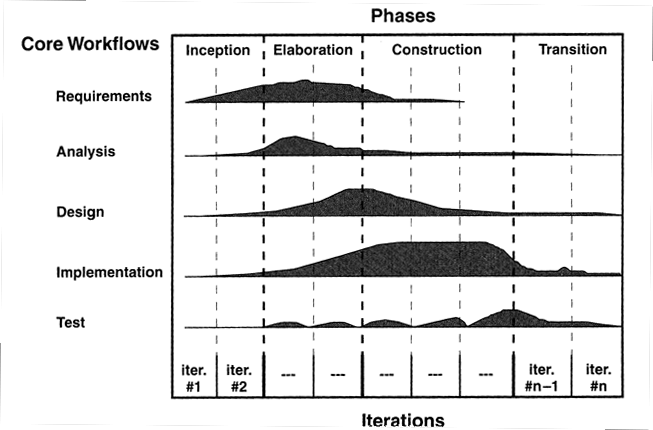 Phases
Core Workflows
Inception Elaboration Construction Transition
Requirements
Analysis
Design
Implementation
Test
iter. #1 iter. #2 --- --- --- --- --- iter. #n–1 iter. #n
Iterations